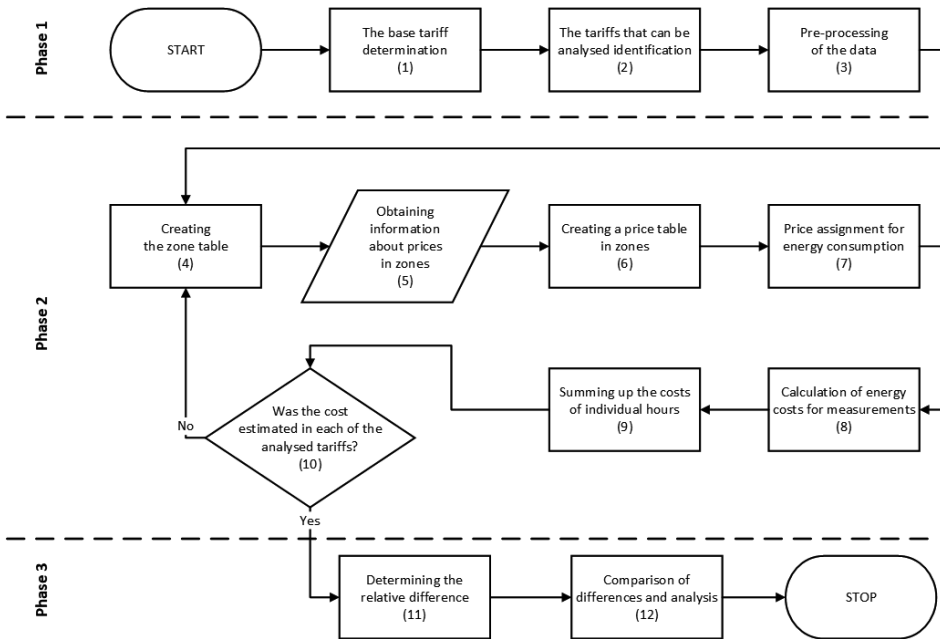 Phase 1
START
The base tariff
determination
(1)
The tariffs that can be
analysed identification
(2)
Pre-processing
of the data
(3)
Phase 2
Creating
the zone table
(4)
Obtaining
information
about prices
in zones
(5)
Creating a price table
in zones
(6)
Price assignment for
energy consumption
(7)
Calculation of energy
costs for measurements
(8)
Summing up the costs
of individual hours
(9)
Was the cost
estimated in each of the
analysed tariffs?
(10)
No
Yes
Phase 3
Determining the
relative difference
(11)
Comparison of
differences and analysis
(12)
STOP